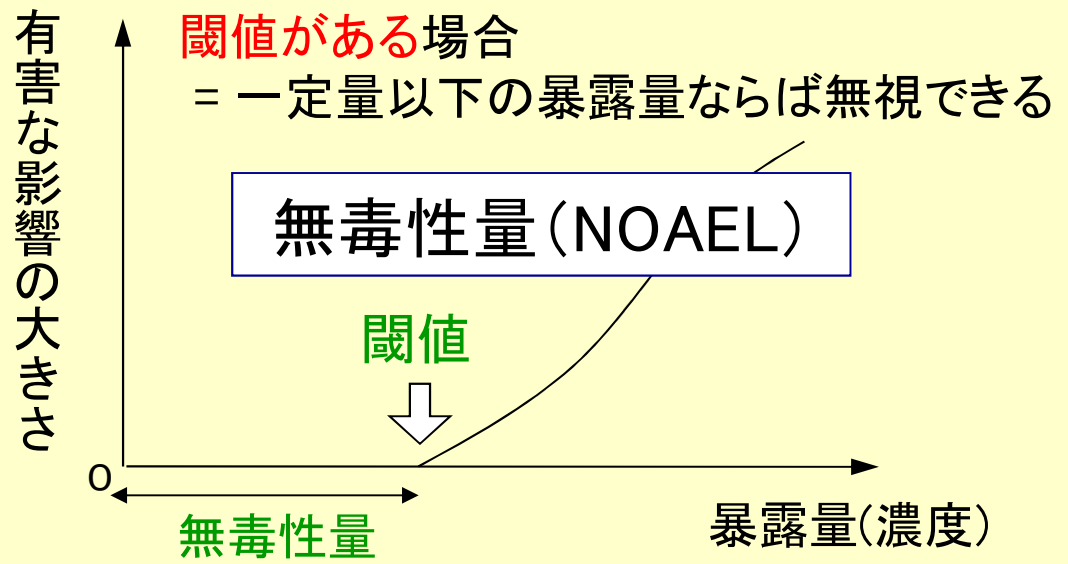 有害な影響の大きさ
閾値がある場合
= 一定量以下の暴露量ならば無視できる
無毒性量(NOAEL)
閾値
0
無毒性量
暴露量(濃度)